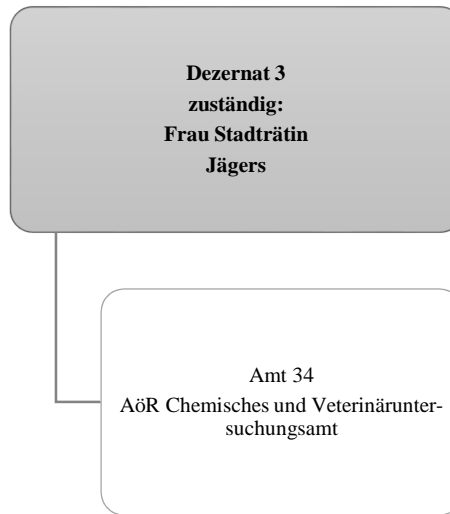 Dezernat 3
zuständig:
Frau Stadträtin
Jägers
Amt 34
AöR Chemisches und Veterinärunter-
suchungsamt